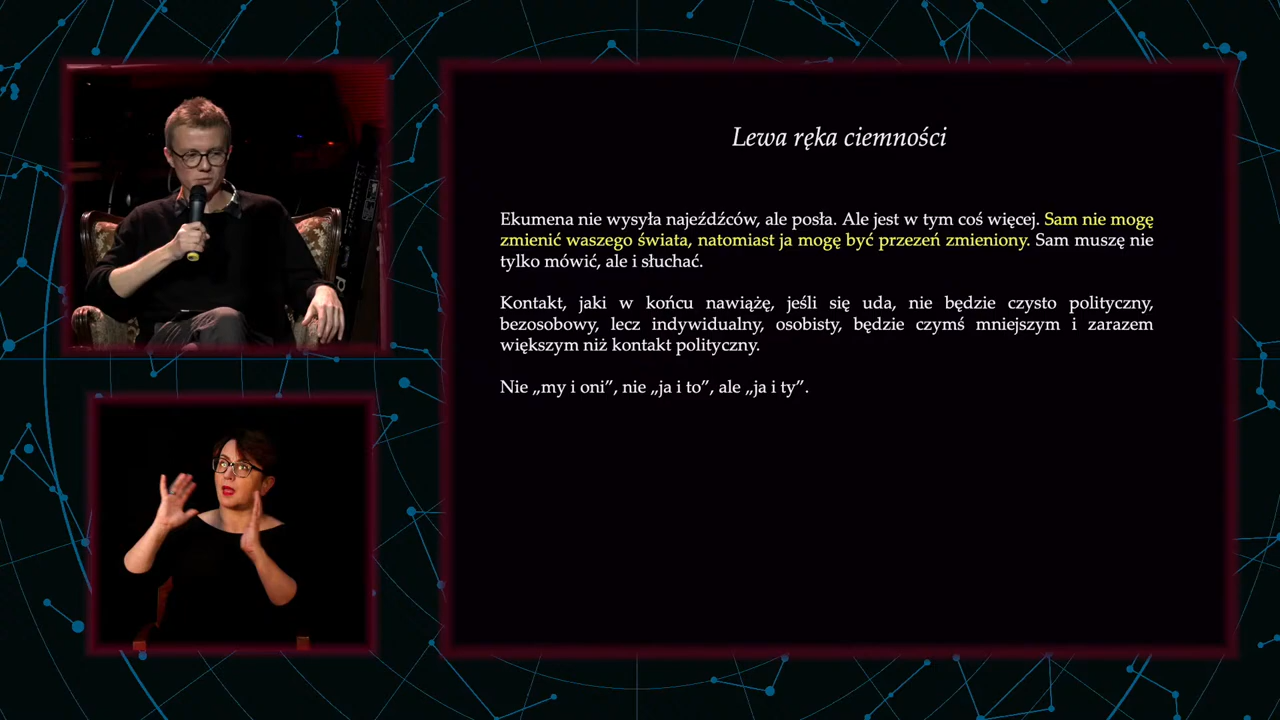 Lewa ręka ciemności
Ekumena nie wysyła najeźdźców, ale posła. Ale jest w tym coś więcej. Sam nie mogę
zmienić waszego świata, natomiast ja mogę być przezeń zmieniony. Sam muszę nie
tylko mówić, ale i słuchać.
Kontakt, jaki w końcu nawiążę, jeśli się uda, nie będzie czysto polityczny,
bezosobowy, lecz indywidualny, osobisty, będzie czymś mniejszym i zarazem
większym niż kontakt polityczny.
Nie „my i oni”, nie „ja i to”, ale „ja i ty”.